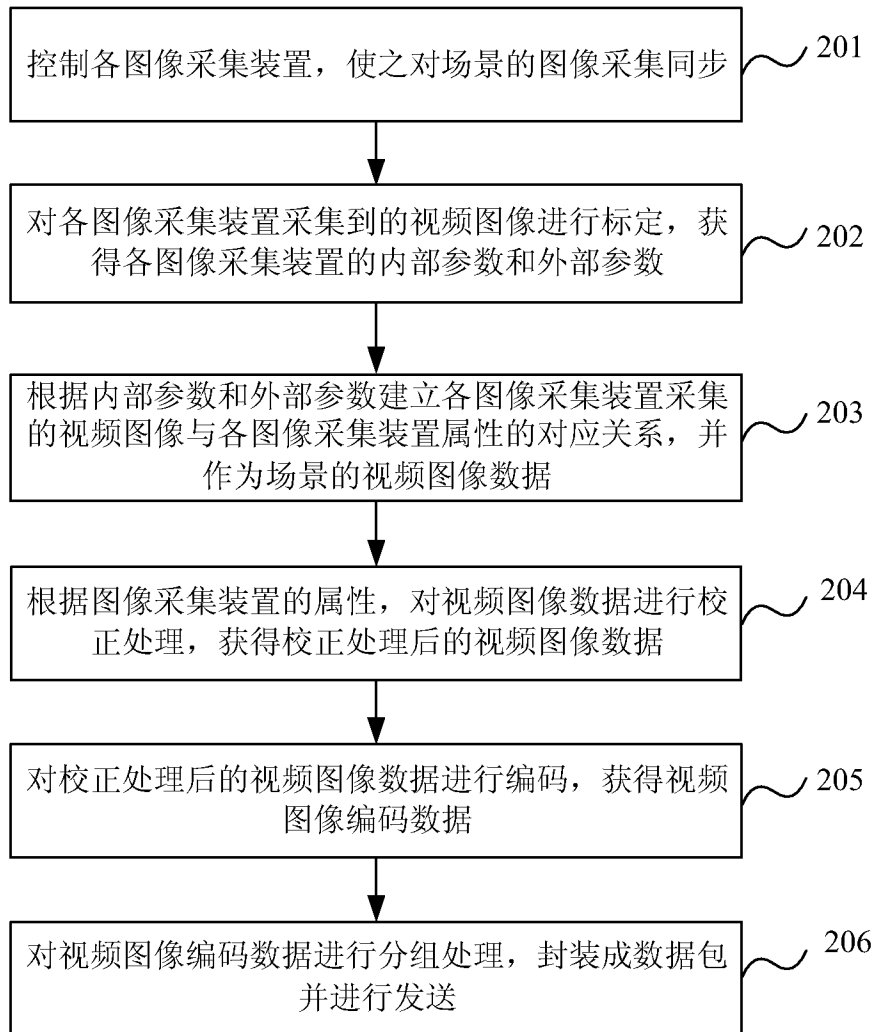 控制各图像采集装置，使之对场景的图像采集同步
201
对各图像采集装置采集到的视频图像进行标定，获
得各图像采集装置的内部参数和外部参数
202
根据内部参数和外部参数建立各图像采集装置采集
的视频图像与各图像采集装置属性的对应关系，并
作为场景的视频图像数据
203
根据图像采集装置的属性，对视频图像数据进行校
正处理，获得校正处理后的视频图像数据
204
对校正处理后的视频图像数据进行编码，获得视频
图像编码数据
205
对视频图像编码数据进行分组处理，封装成数据包
并进行发送
206